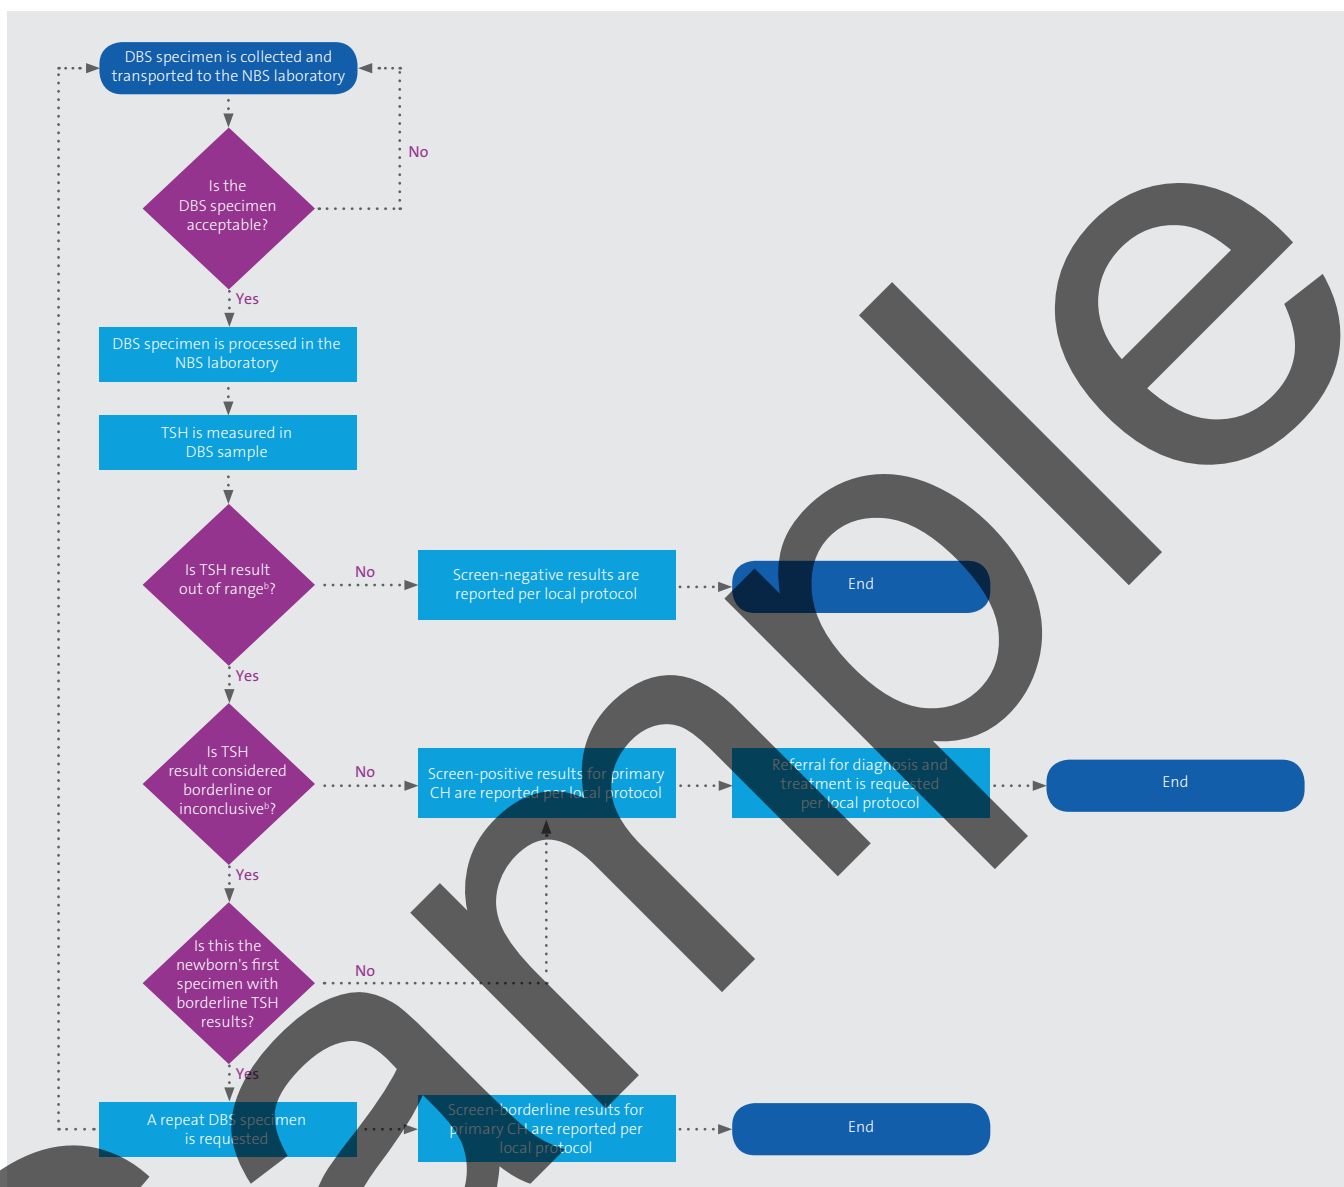 DBS specimen is collected and
transported to the NBS laboratory
No
Is the
DBS specimen
acceptable?
Yes
DBS specimen is processed in the
NBS laboratory
TSH is measured in
DBS sample
Is TSH result
out of rangeᵇ?
No
Screen-negative results are
reported per local protocol
End
Yes
Is TSH
result considered
borderline or
inconclusiveᵇ?
No
Screen-positive results for primary
CH are reported per local protocol
Referral for diagnosis and
treatment is requested
per local protocol
End
Yes
Is this the
newborn's first
specimen with
borderline TSH
results?
No
Yes
A repeat DBS specimen
is requested
Screen-borderline results for
primary CH are reported per
local protocol
End
Sample